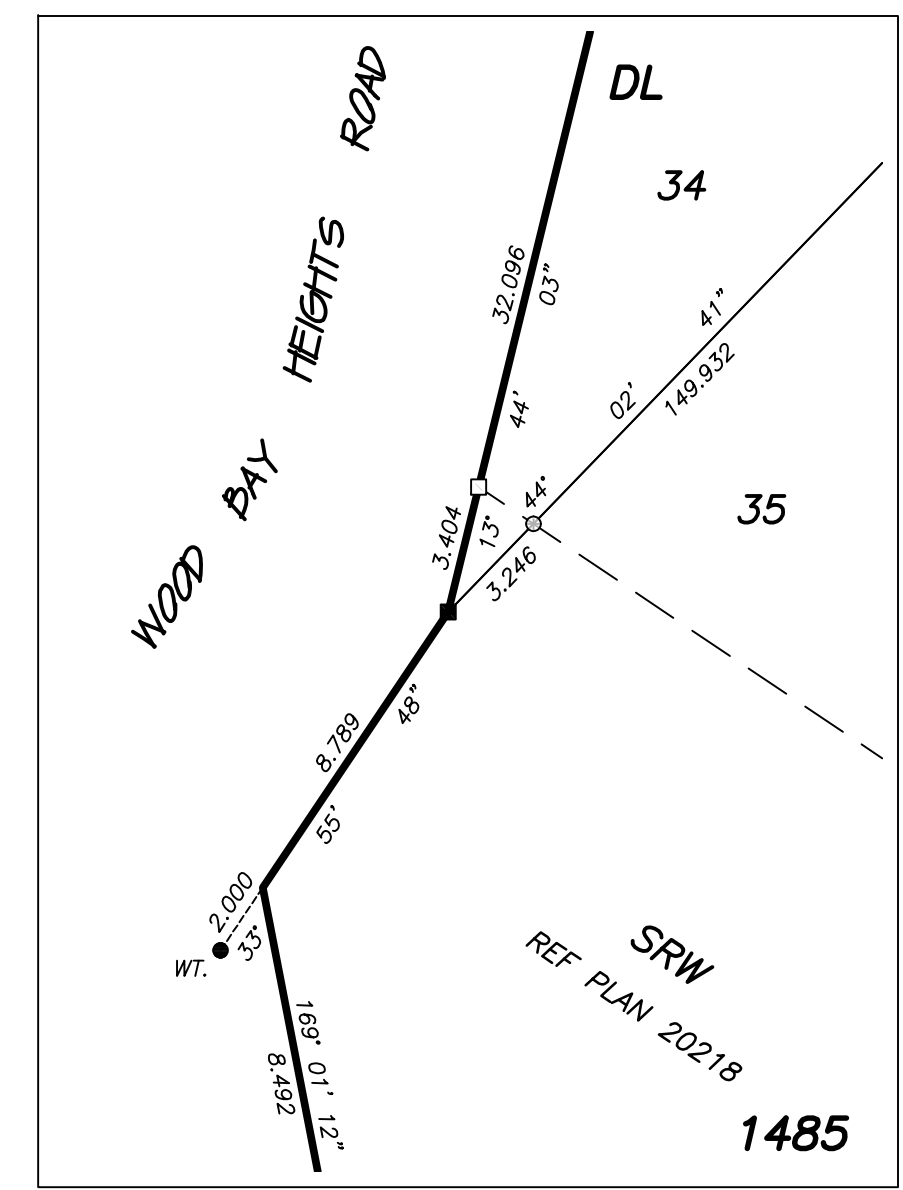 DL
34
WOOD BAY HEIGHTS ROAD
32.096
13° 44' 03"
44° 02' 41"
149.932
35
3.404
3.246
8.789
33° 55' 48"
2.000
WT.
169° 01' 12"
8.492
SRW
REF PLAN 20218
1485